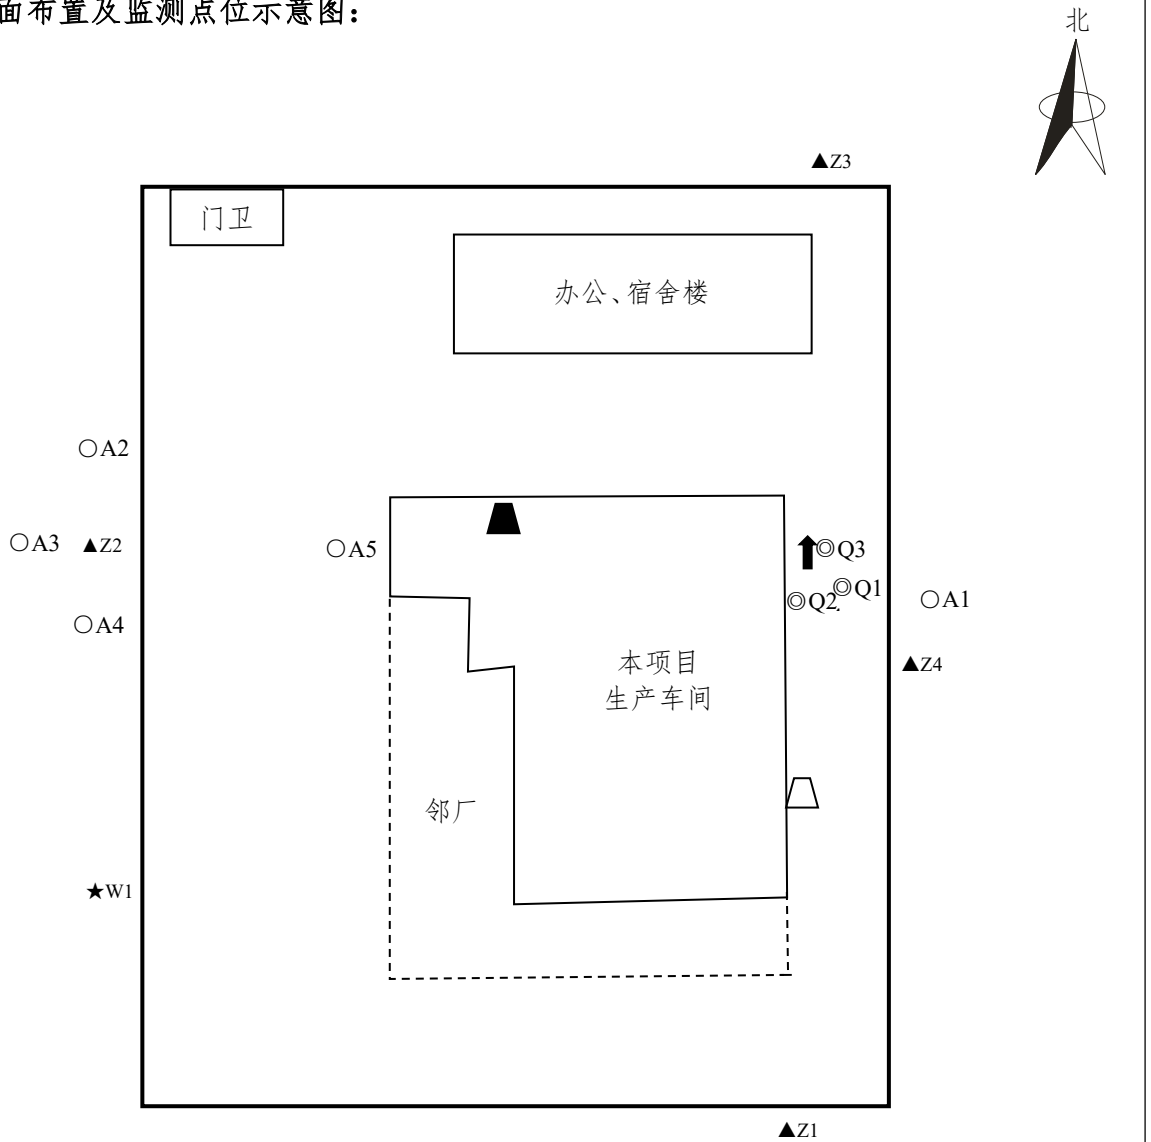 面布置及监测点位示意图：
北
▲Z3
门卫
办公、宿舍楼
○A2
○A3
▲Z2
○A5
◎Q3
◎Q1
◎Q2
○A1
○A4
▲Z4
本项目
生产车间
邻厂
★W1
▲Z1